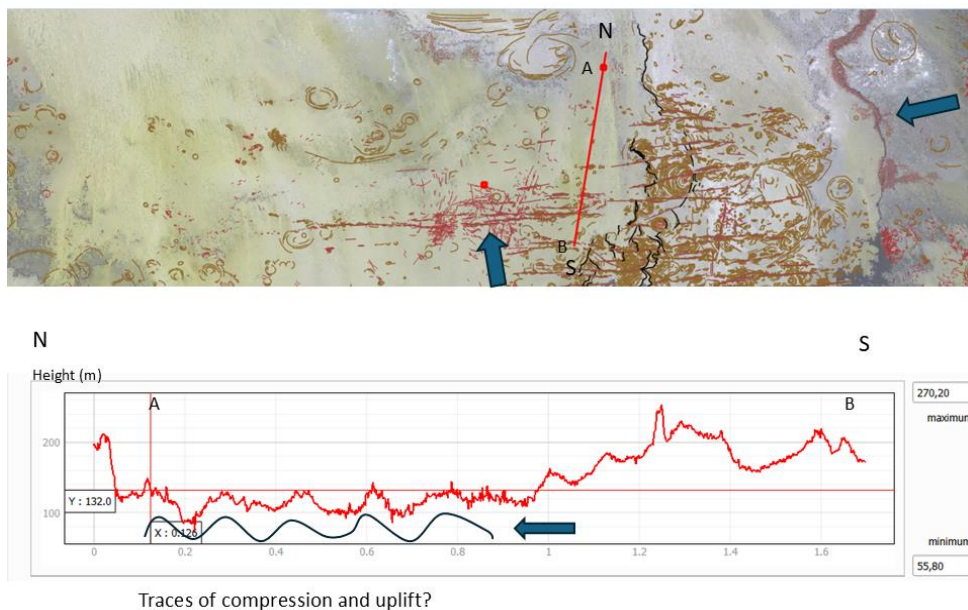 N
A
B
S
N S
Height (m)
A B
270,20
maximum
200
Y : 132.0
100
X : 0.126
0 0.2 0.4 0.6 0.8 1 1.2 1.4 1.6
minimum
55,80
Traces of compression and uplift?